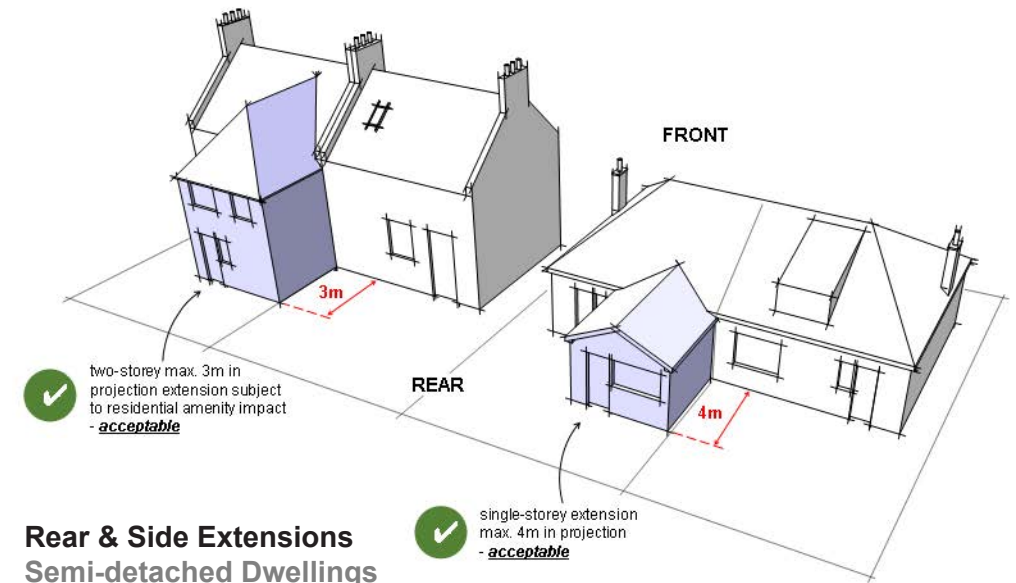 FRONT
3m
two-storey max. 3m in
projection extension subject
to residential amenity impact
- acceptable
REAR
4m
single-storey extension
max. 4m in projection
- acceptable
Rear & Side Extensions
Semi-detached Dwellings